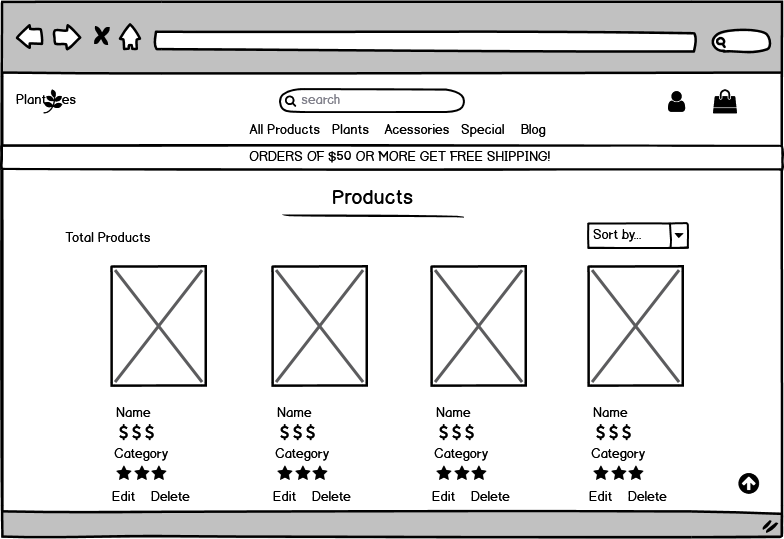 Plant es
search
All Products Plants Acessories Special Blog
ORDERS OF $50 OR MORE GET FREE SHIPPING!
Products
Total Products
Sort by...
Name Name Name Name
$$$ $$$ $$$ $$$
Category Category Category Category
Edit Delete Edit Delete Edit Delete Edit Delete